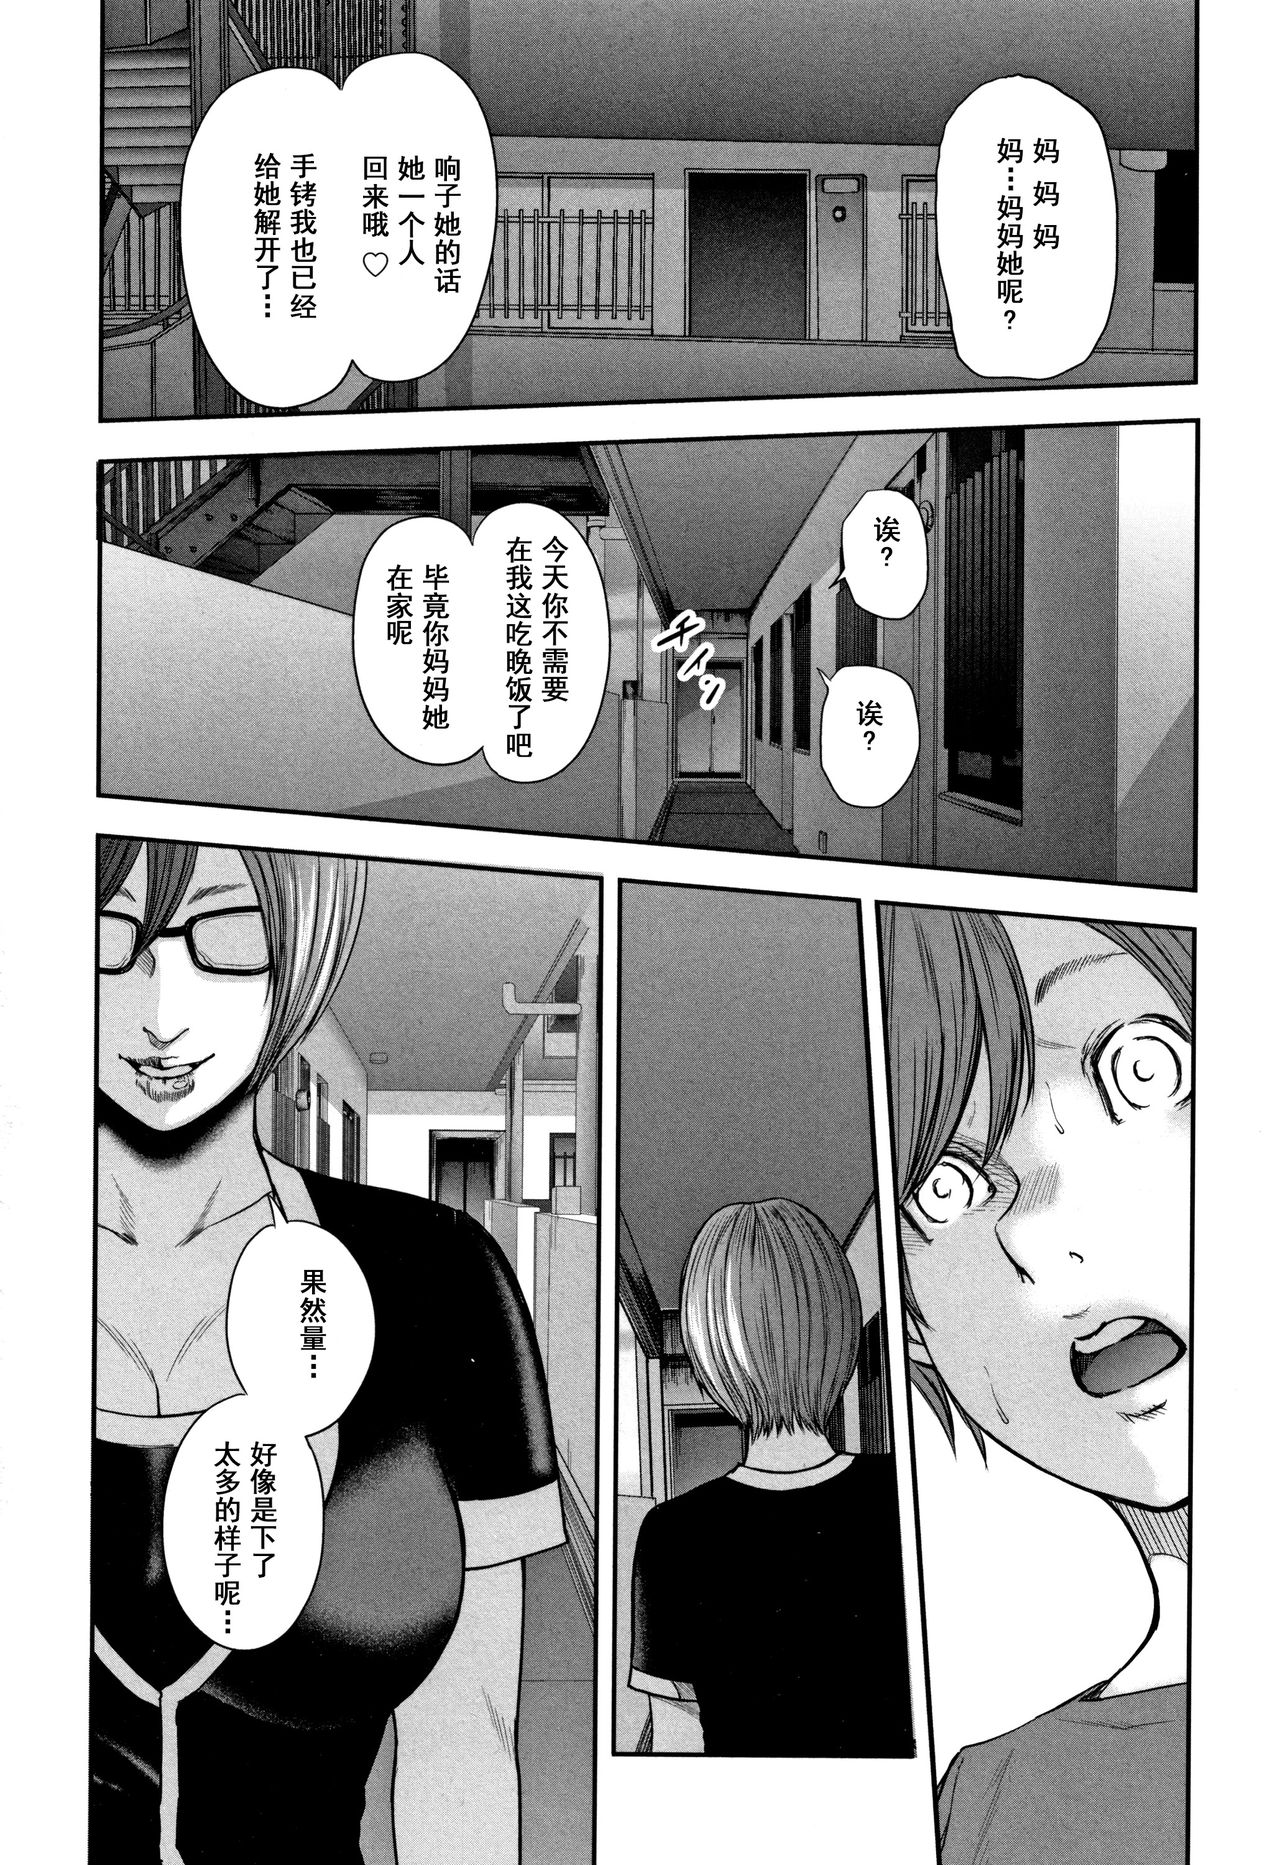 妈妈妈
妈…妈妈她呢？
响子她的话
她一个人
回来哦♡
手铐我也已经
给她解开了…
诶？
诶？
チイッ
今天你不需要
在我这吃晚饭了吧
毕竟你妈妈她
在家呢
果然量…
好像是下了
太多的样子呢…